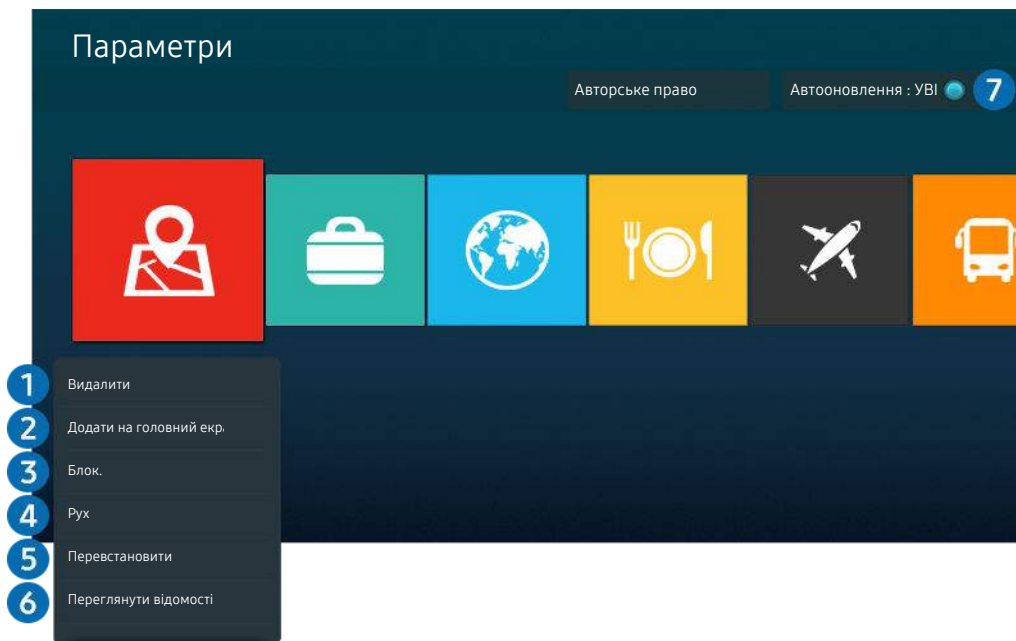 Параметри
Авторське право
Автооновлення : УВІ
7
1 Видалити
2 Додати на головний екр
3 Блок.
4 Рух
5 Перевстановити
6 Переглянути відомості